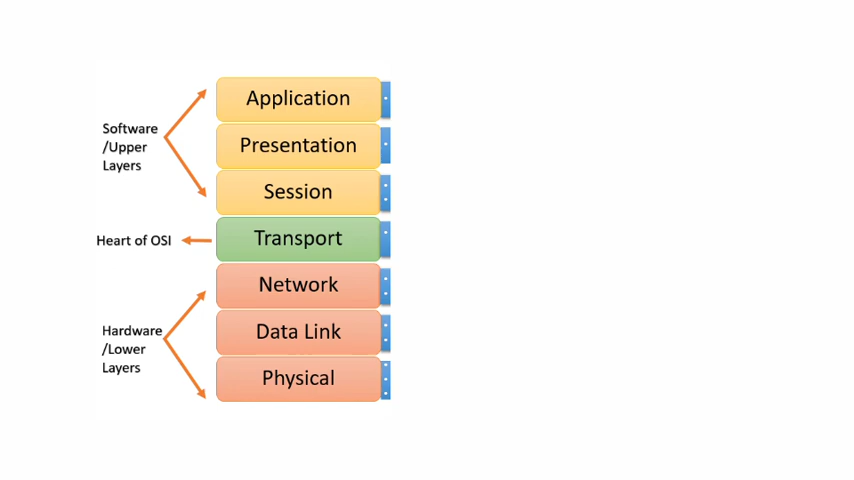 Application
Software
/Upper
Layers
Presentation
Session
Heart of OSI
Transport
Network
Hardware
/Lower
Layers
Data Link
Physical